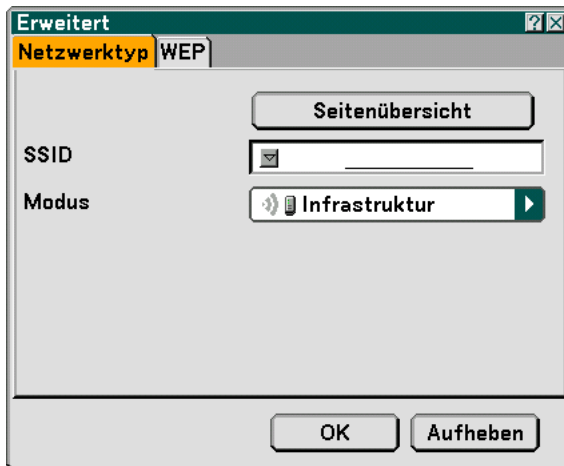 Erweitert
Netzwerktyp WEP
Seitenübersicht
SSID
Modus Infrastruktur
OK Aufheben